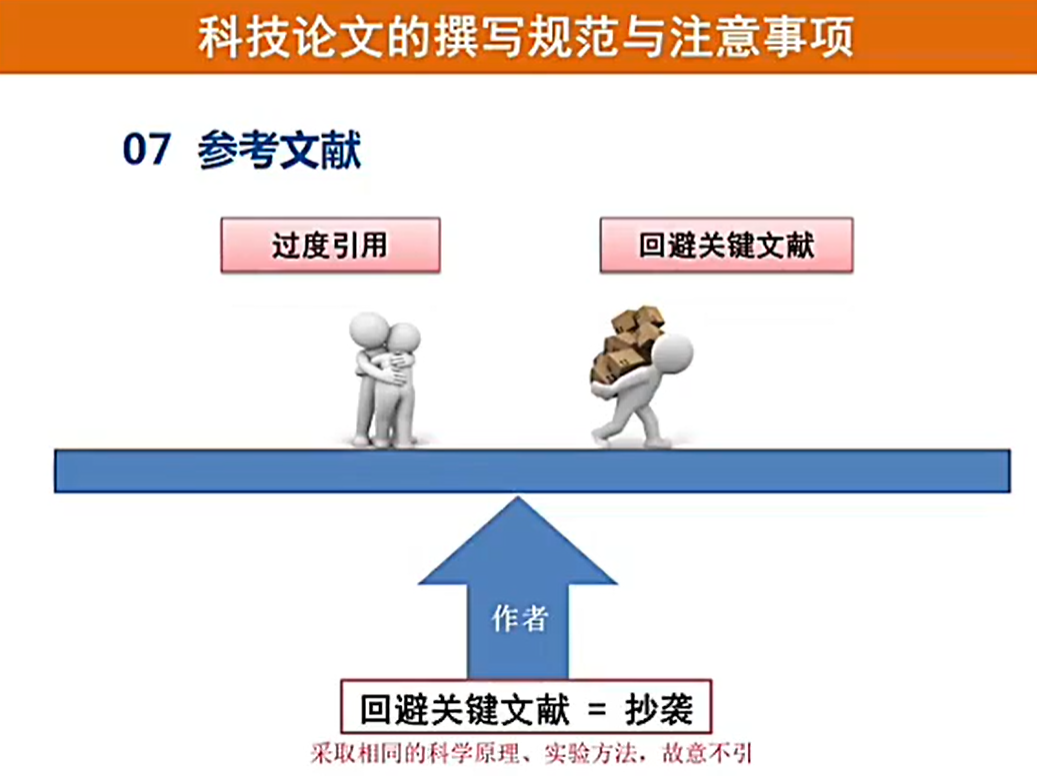 科技论文的撰写规范与注意事项
07 参考文献
过度引用
回避关键文献
作者
回避关键文献 = 抄袭
采取相同的科学原理、实验方法，故意不引